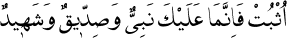 اُثْبُتْ فَاِنَّمَا عَلَيْكَ نَبِىٌّ وَصِدِّيقٌ وَشَهِيدٌ